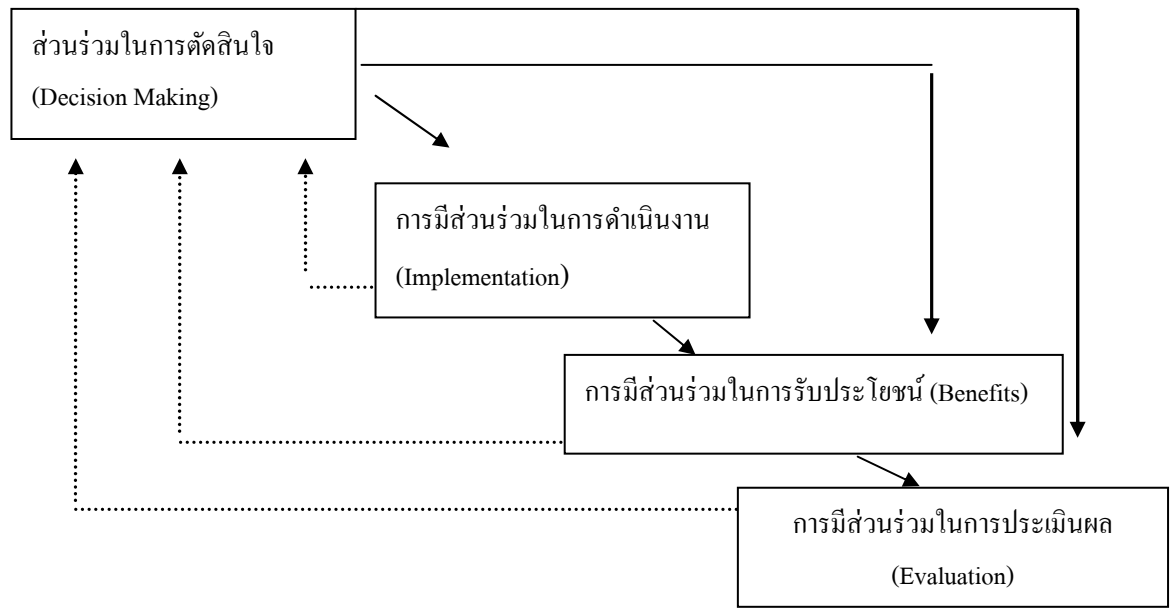 ส่วนร่วมในการตัดสินใจ
(Decision Making)
การมีส่วนร่วมในการดำเนินงาน
(Implementation)
การมีส่วนร่วมในการรับประโยชน์ (Benefits)
การมีส่วนร่วมในการประเมินผล
(Evaluation)